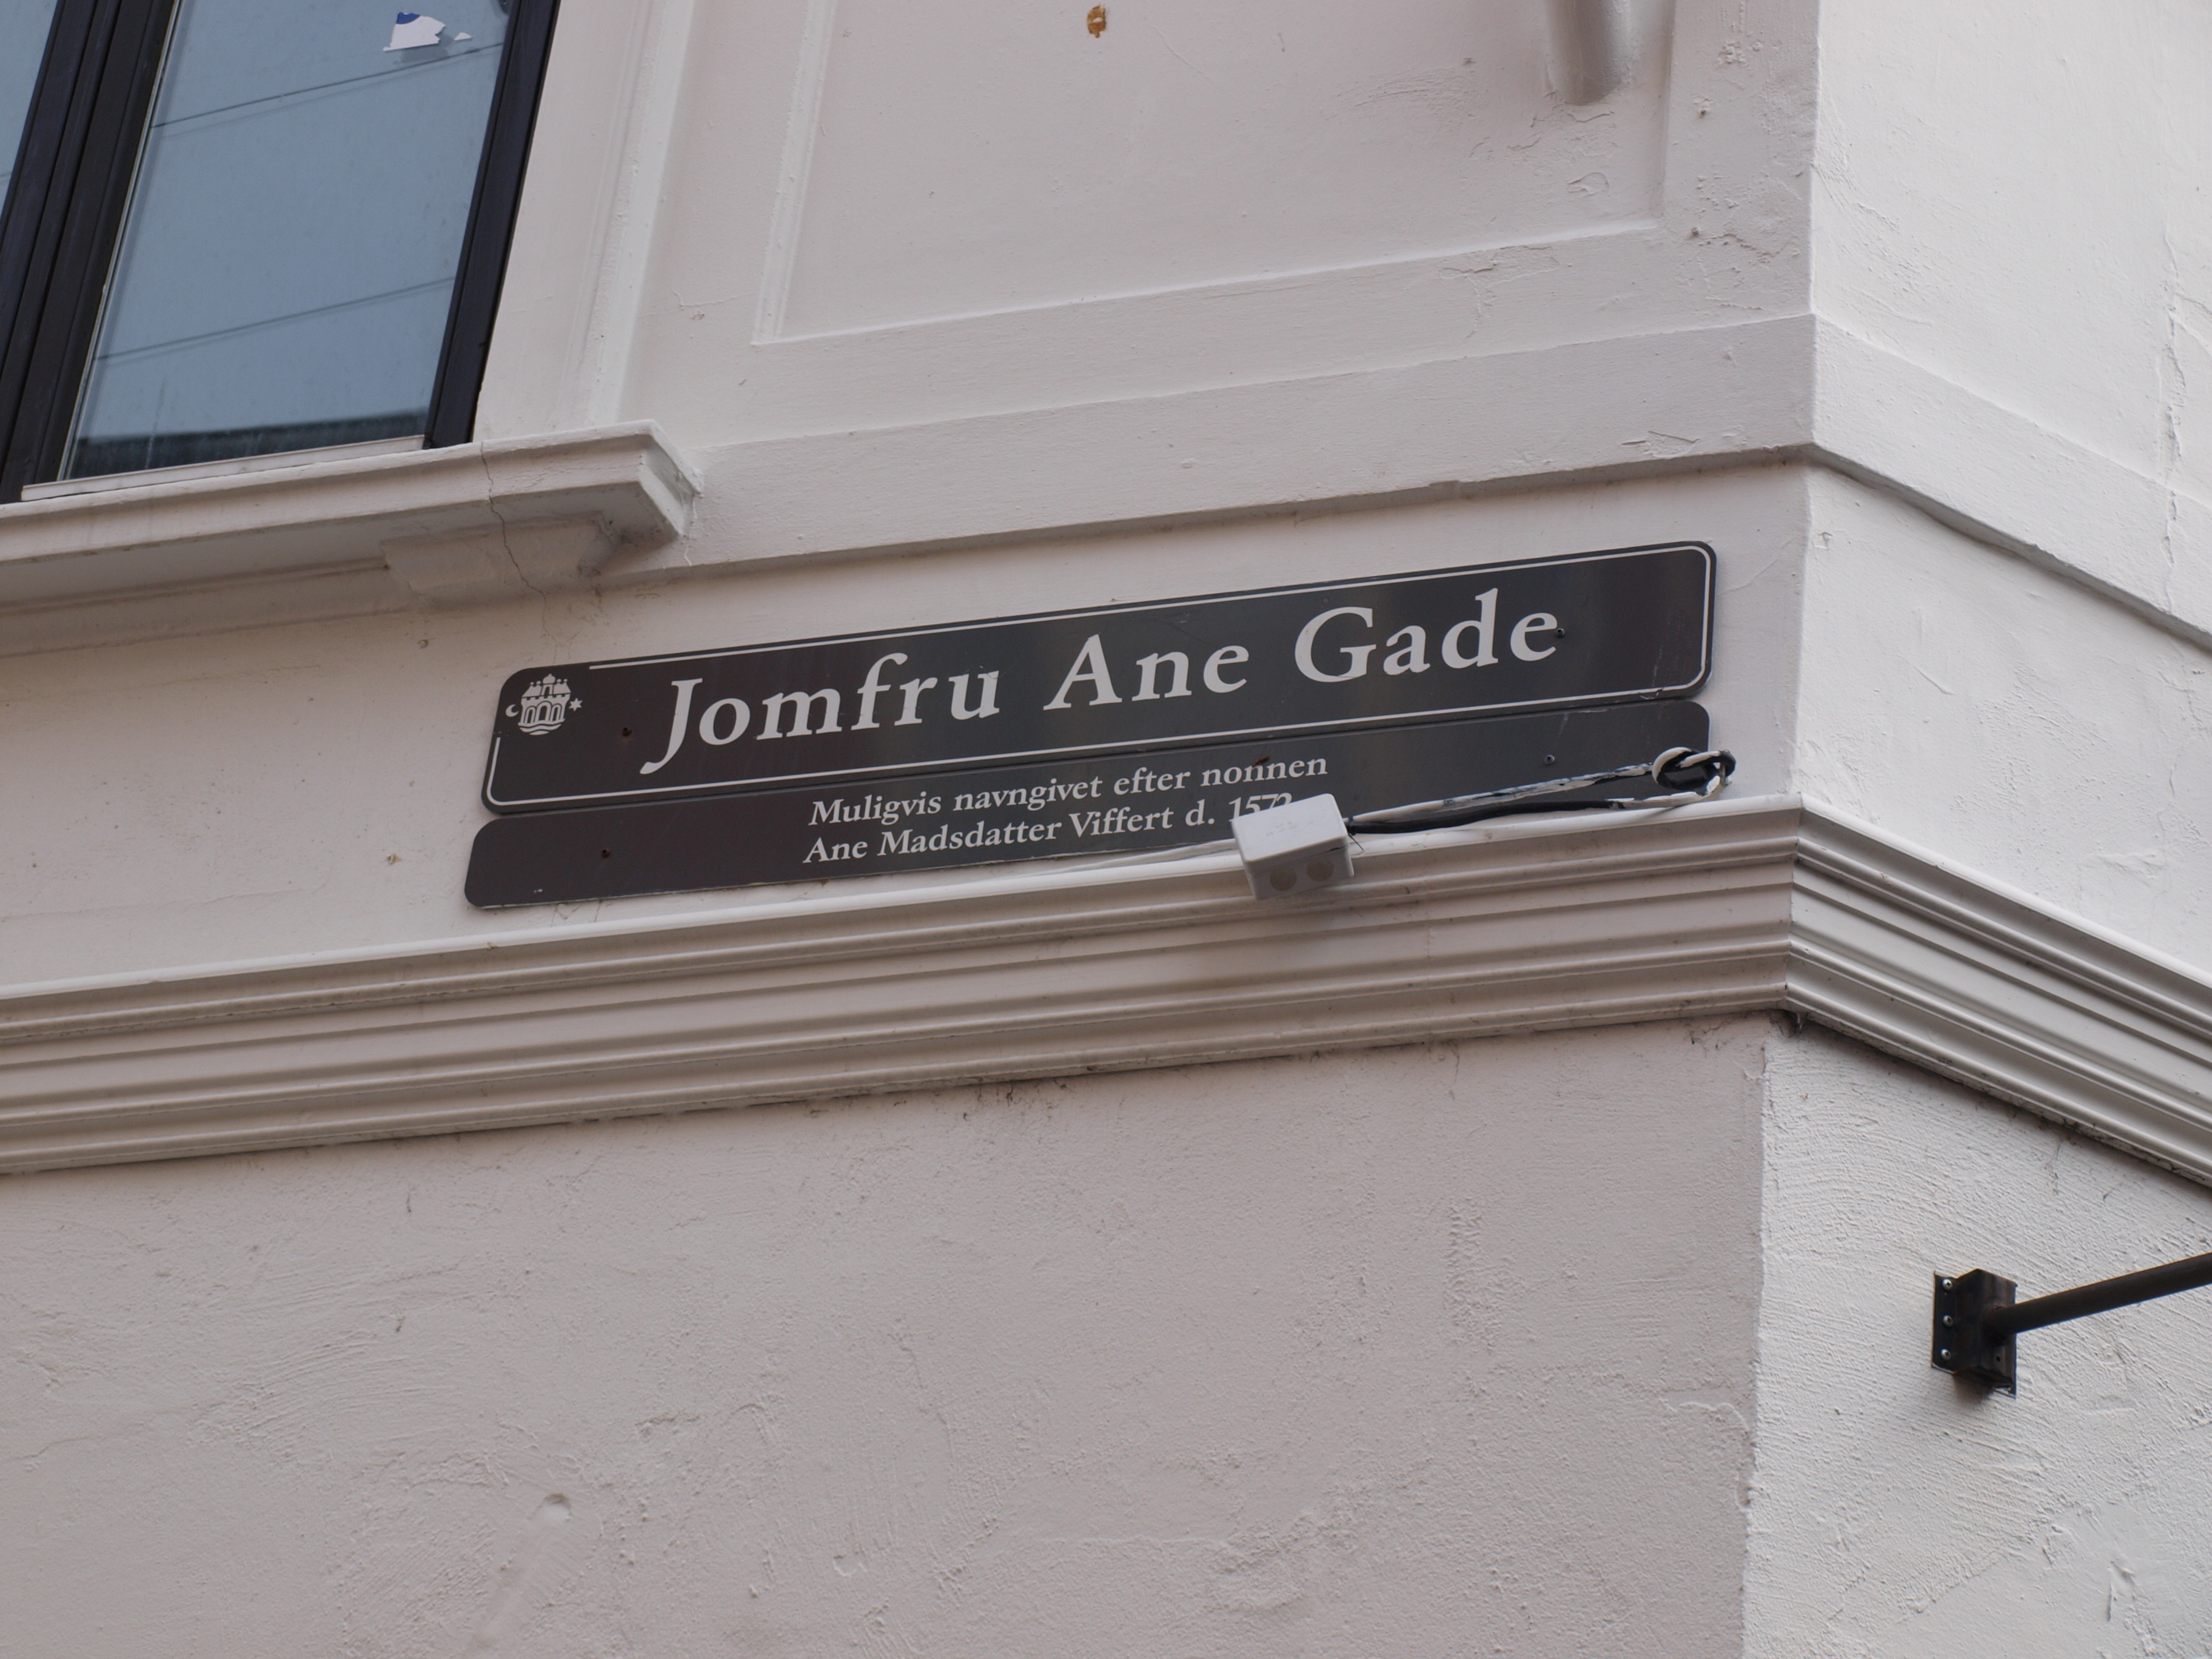 Jomfru Ane Gade
Muligvis navngivet efter nonnen
Ane Madsdatter Viffert d.